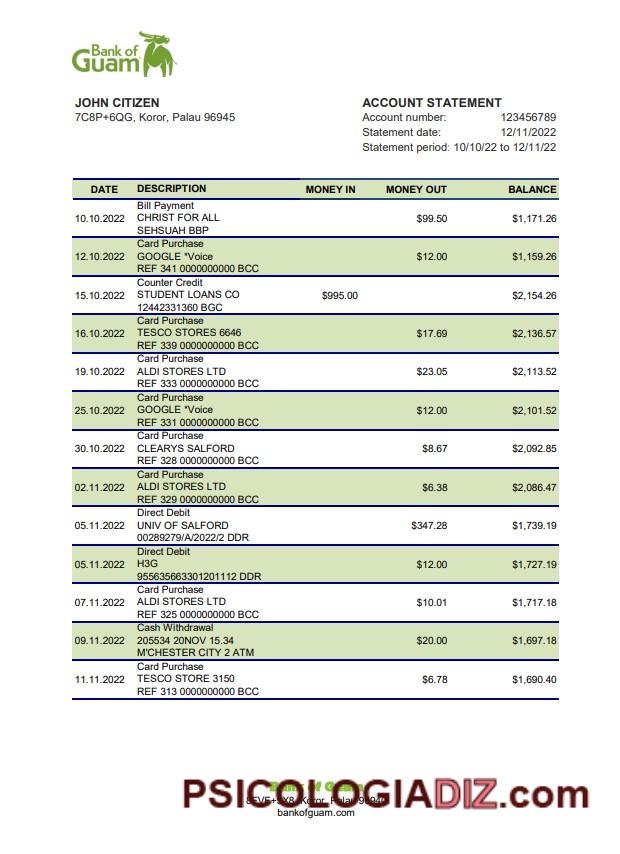 Bank of
Guam
JOHN CITIZEN
7C8P+6QG, Koror, Palau 96945
ACCOUNT STATEMENT
Account number: 123456789
Statement date: 12/11/2022
Statement period: 10/10/22 to 12/11/22
DATE DESCRIPTION MONEY IN MONEY OUT BALANCE
Bill Payment
10.10.2022 CHRIST FOR ALL $99.50 $1,171.26
SEHSUAH BBP
Card Purchase
12.10.2022 GOOGLE *Voice $12.00 $1,159.26
REF 341 0000000000 BCC
Counter Credit
15.10.2022 STUDENT LOANS CO $995.00 $2,154.26
12442331360 BGC
Card Purchase
16.10.2022 TESCO STORES 6646 $17.69 $2,136.57
REF 339 0000000000 BCC
Card Purchase
19.10.2022 ALDI STORES LTD $23.05 $2,113.52
REF 333 0000000000 BCC
Card Purchase
25.10.2022 GOOGLE *Voice $12.00 $2,101.52
REF 331 0000000000 BCC
Card Purchase
30.10.2022 CLEARYS SALFORD $8.67 $2,092.85
REF 328 0000000000 BCC
Card Purchase
02.11.2022 ALDI STORES LTD $6.38 $2,086.47
REF 329 0000000000 BCC
Direct Debit
05.11.2022 UNIV OF SALFORD $347.28 $1,739.19
00289279/A/2022/2 DDR
Direct Debit
05.11.2022 H3G $12.00 $1,727.19
955635663301201112 DDR
Card Purchase
07.11.2022 ALDI STORES LTD $10.01 $1,717.18
REF 325 0000000000 BCC
Cash Withdrawal
09.11.2022 205534 20NOV 15.34 $20.00 $1,697.18
M'CHESTER CITY 2 ATM
Card Purchase
11.11.2022 TESCO STORE 3150 $6.78 $1,690.40
REF 313 0000000000 BCC
Bank of Guam
PSICOLOGIADIZ.com
Koror, Palau
bankofguam.com